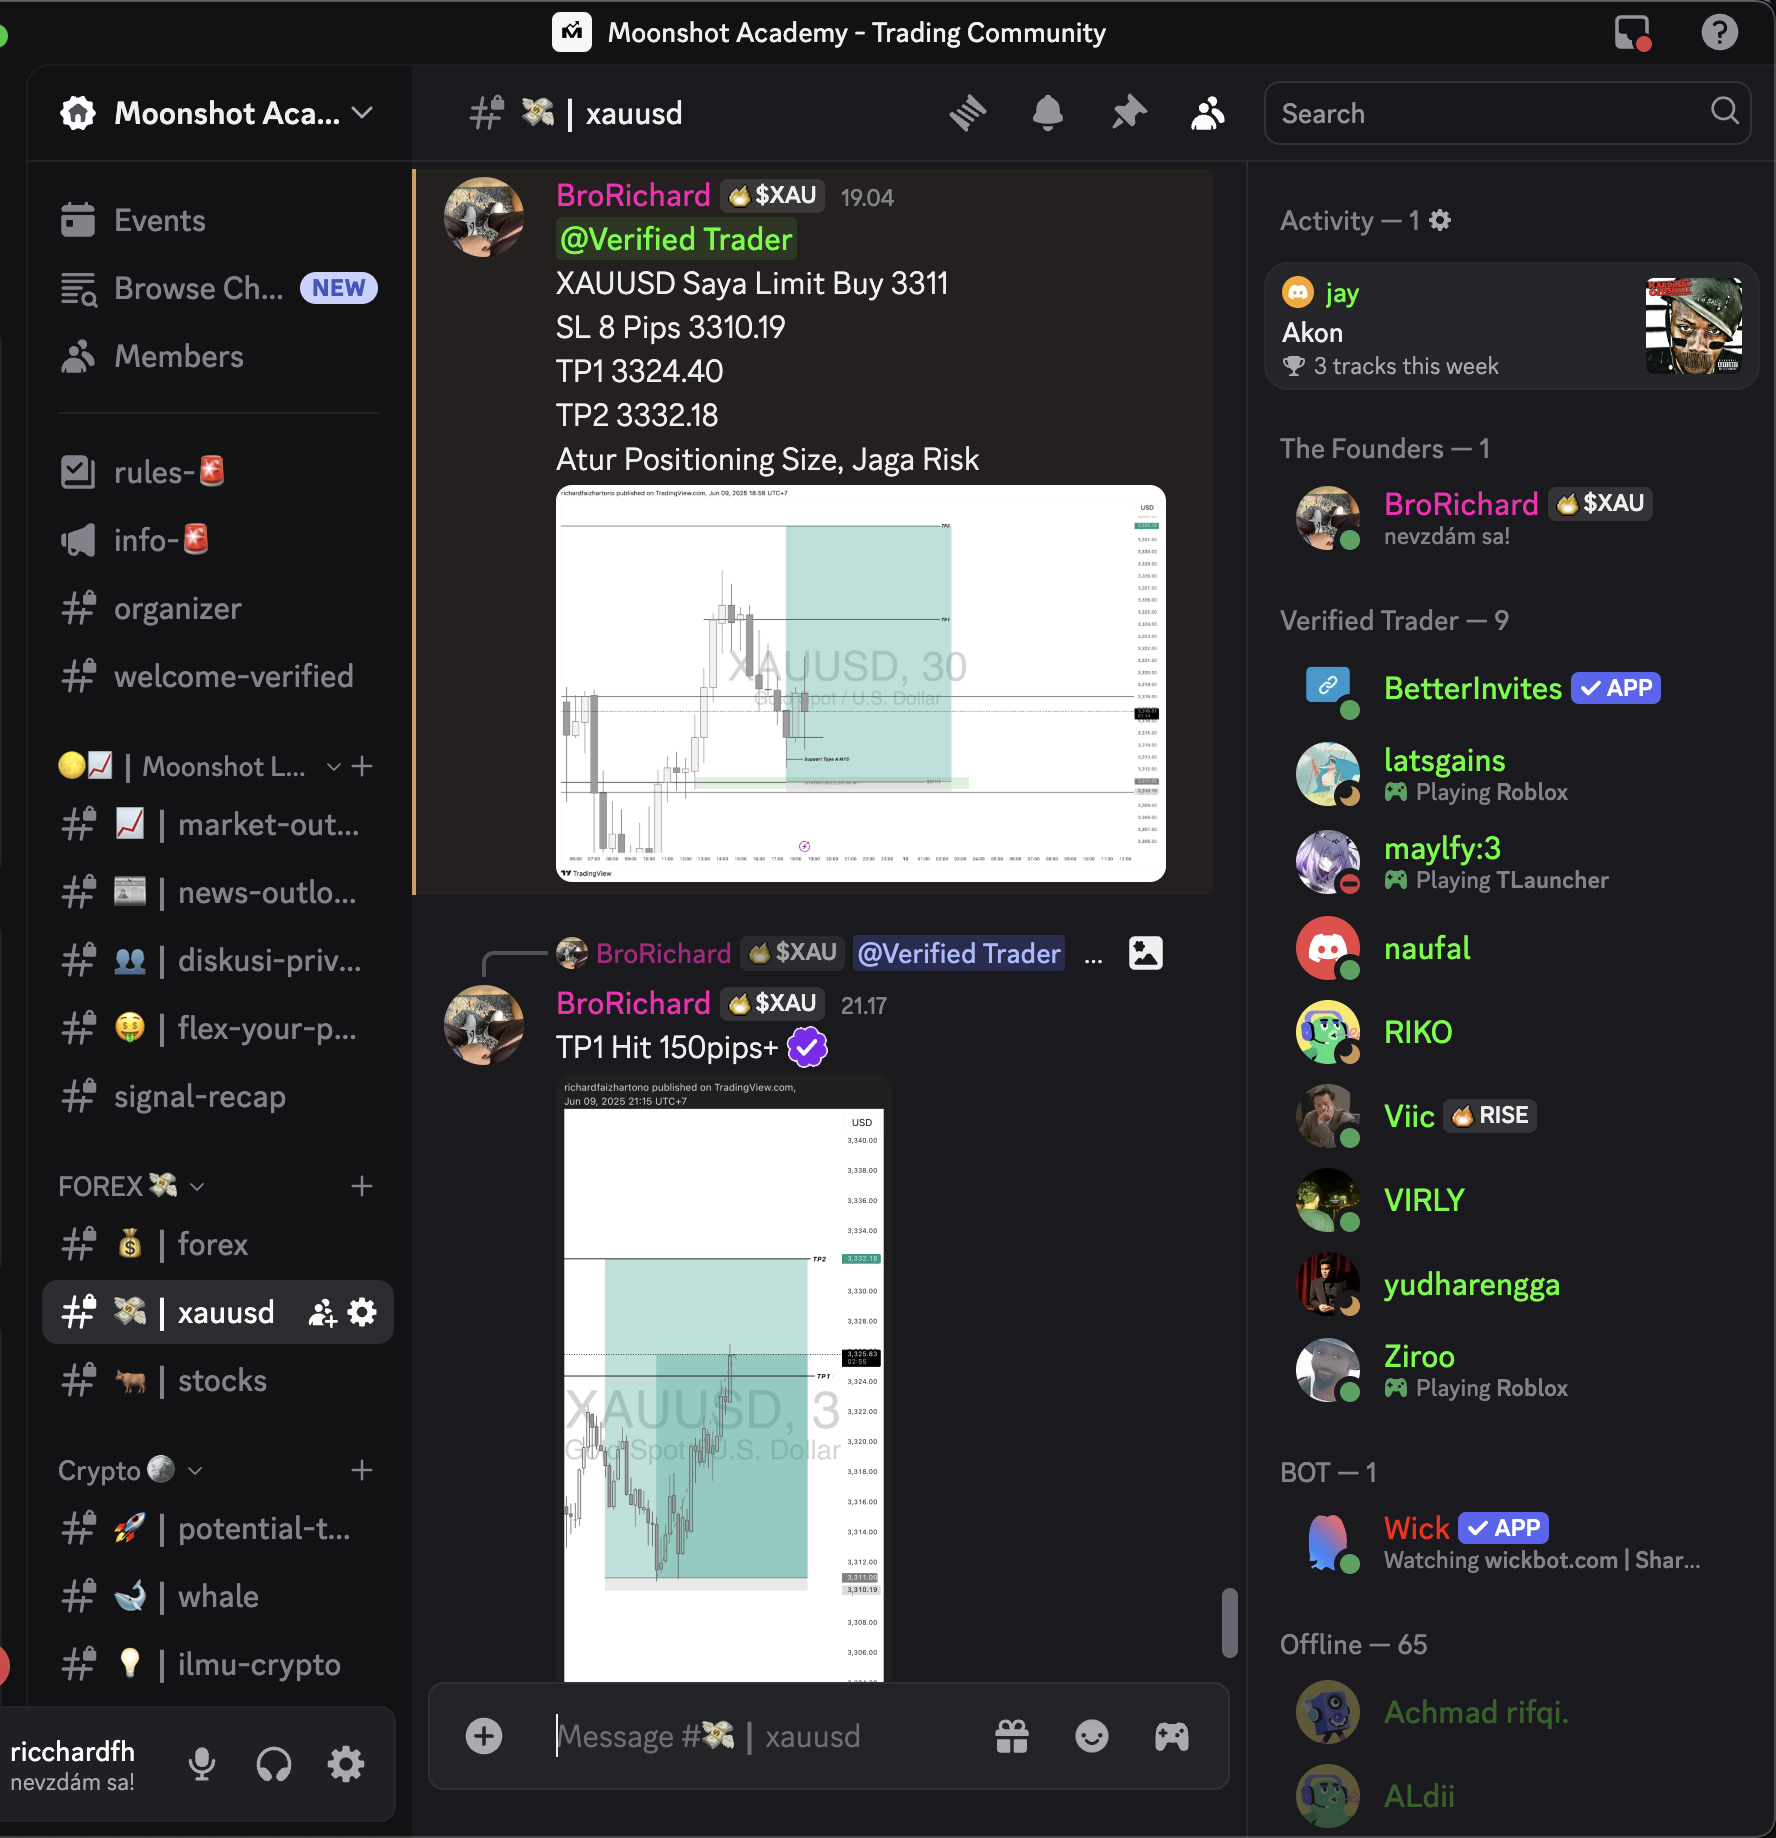 Moonshot Academy - Trading Community
Moonshot Aca...
Events
Browse Ch...
NEW
Members
rules-🚨
info-🚨
organizer
welcome-verified
🌕📈 | Moonshot L...
📈 | market-out...
📰 | news-outlo...
👥 | diskusi-priv...
🤑 | flex-your-p...
signal-recap
FOREX💸
💰 | forex
💸 | xauusd
🐂 | stocks
Crypto🌕
🚀 | potential-t...
🐋 | whale
💡 | ilmu-crypto
ricchardfh
nevzdám sa!
💸 | xauusd
BroRichard $XAU 19.04
@Verified Trader
XAUUSD Saya Limit Buy 3311
SL 8 Pips 3310.19
TP1 3324.40
TP2 3332.18
Atur Positioning Size, Jaga Risk
richardfaizhartono published on TradingView.com, Jun 09, 2025 18:58 UTC+7
USD
TP2
TP1
XAUUSD, 30
Gold Spot / U.S. Dollar
Support Type A M15
TradingView
BroRichard $XAU @Verified Trader ...
BroRichard $XAU 21.17
TP1 Hit 150pips+
richardfaizhartono published on TradingView.com,
Jun 09, 2025 21:15 UTC+7
USD
3,340.00
3,338.00
3,336.00
3,334.00
TP2 3,332.18
3,330.00
3,328.00
3,325.83
02:55
TP1
3,324.00
XAUUSD, 3
3,322.00
3,320.00
Gold Spot / U.S. Dollar
3,318.00
3,316.00
3,314.00
3,312.00
3,311.00
3,310.19
3,308.00
3,306.00
Message #💸 | xauusd
Search
Activity — 1
jay
Akon
3 tracks this week
The Founders — 1
BroRichard $XAU
nevzdám sa!
Verified Trader — 9
BetterInvites APP
latsgains
Playing Roblox
maylfy:3
Playing TLauncher
naufal
RIKO
Viic RISE
VIRLY
yudharengga
Ziroo
Playing Roblox
BOT — 1
Wick APP
Watching wickbot.com | Shar...
Offline — 65
Achmad rifqi.
ALdii